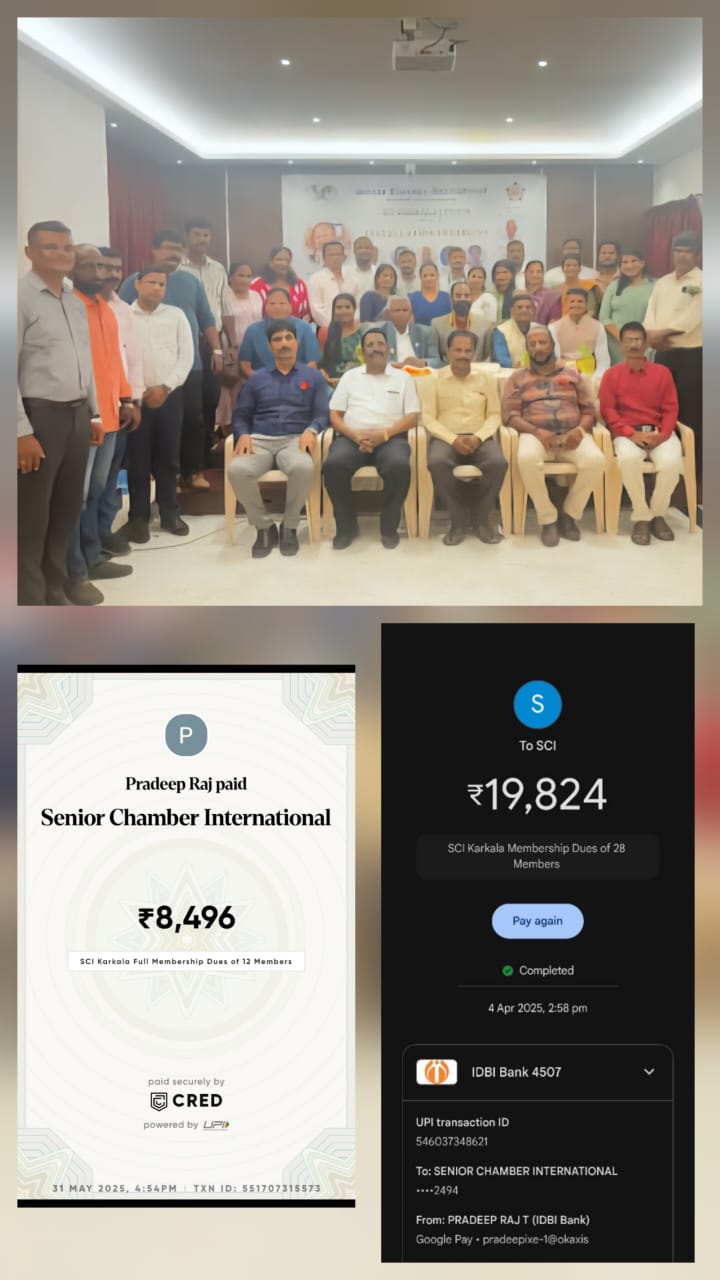 P
Pradeep Raj paid
Senior Chamber International
₹8,496
SCI Karkala Full Membership Dues of 12 Members
paid securely by
CRED
powered by UPI
31 MAY 2025, 4:54PM | TXN ID: 551707315573
S
To SCI
₹19,824
SCI Karkala Membership Dues of 28
Members
Pay again
Completed
4 Apr 2025, 2:58 pm
IDBI Bank 4507
UPI transaction ID
546037348621
To: SENIOR CHAMBER INTERNATIONAL
••••2494
From: PRADEEP RAJ T (IDBI Bank)
Google Pay • pradeepixe-1@okaxis